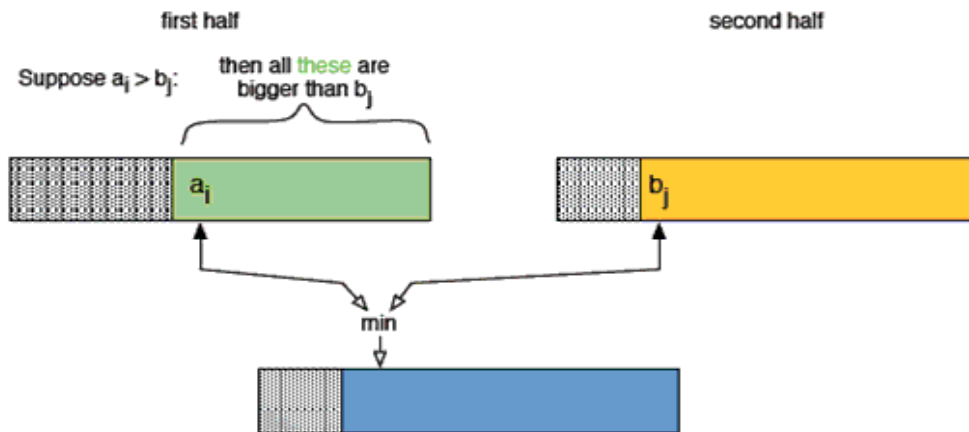 first half
second half
Suppose aᵢ > bⱼ:
then all these are
bigger than bⱼ
aᵢ
bⱼ
min